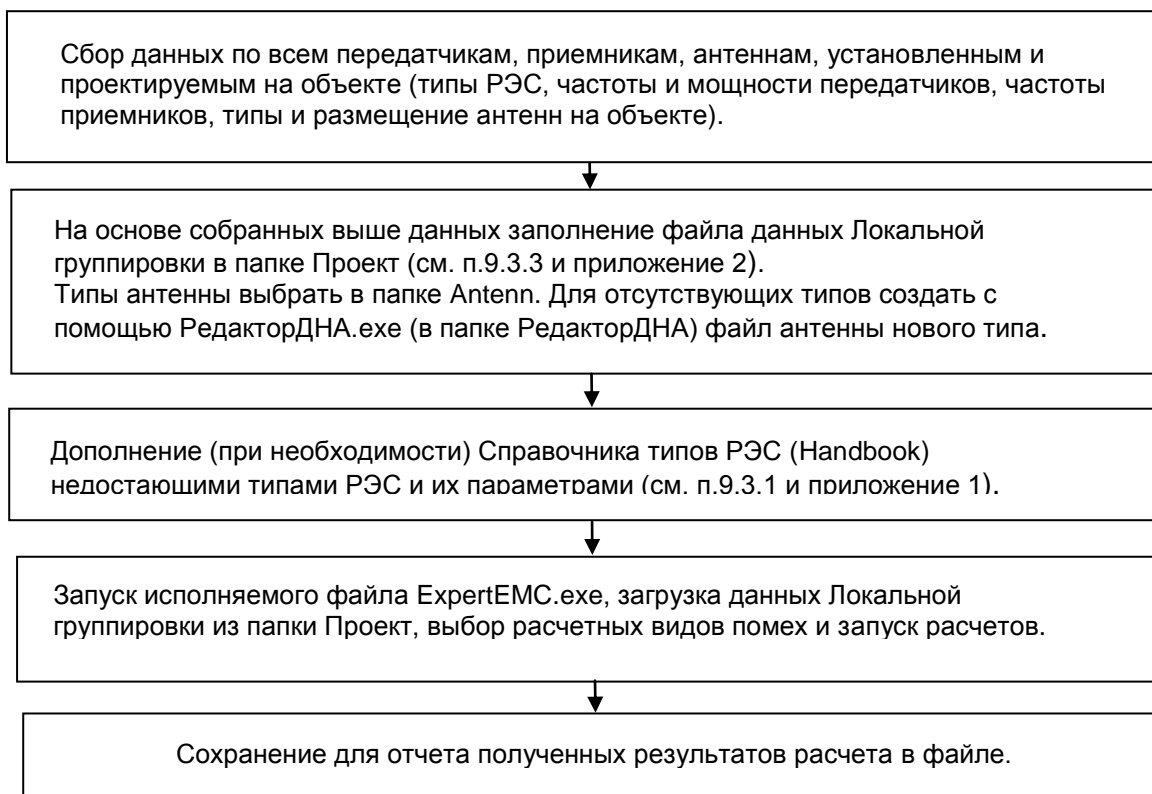 Сбор данных по всем передатчикам, приемникам, антеннам, установленным и
проектируемым на объекте (типы РЭС, частоты и мощности передатчиков, частоты
приемников, типы и размещение антенн на объекте).
На основе собранных выше данных заполнение файла данных Локальной
группировки в папке Проект (см. п.9.3.3 и приложение 2).
Типы антенны выбрать в папке Antenn. Для отсутствующих типов создать с
помощью РедакторДНА.exe (в папке РедакторДНА) файл антенны нового типа.
Дополнение (при необходимости) Справочника типов РЭС (Handbook)
недостающими типами РЭС и их параметрами (см. п.9.3.1 и приложение 1).
Запуск исполняемого файла ExpertEMC.exe, загрузка данных Локальной
группировки из папки Проект, выбор расчетных видов помех и запуск расчетов.
Сохранение для отчета полученных результатов расчета в файле.